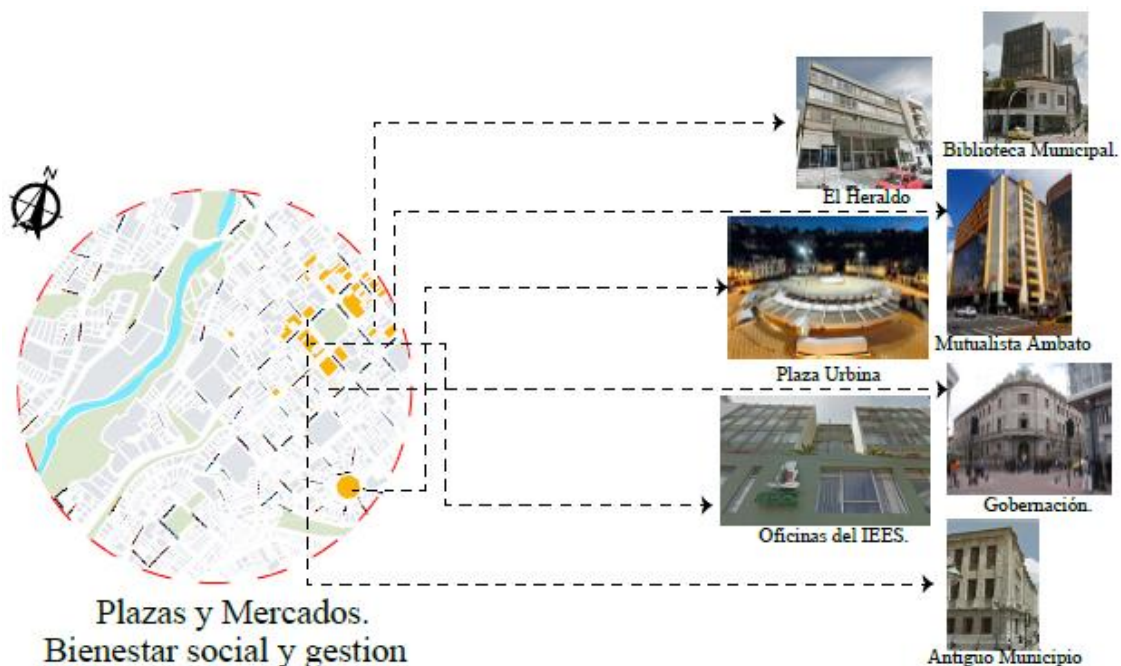 Biblioteca Municipal.
El Heraldo
N
Mutualista Ambato
Plaza Urbina
Gobernación.
Oficinas del IEES.
Plazas y Mercados.
Bienestar social y gestion
Antiguo Municipio